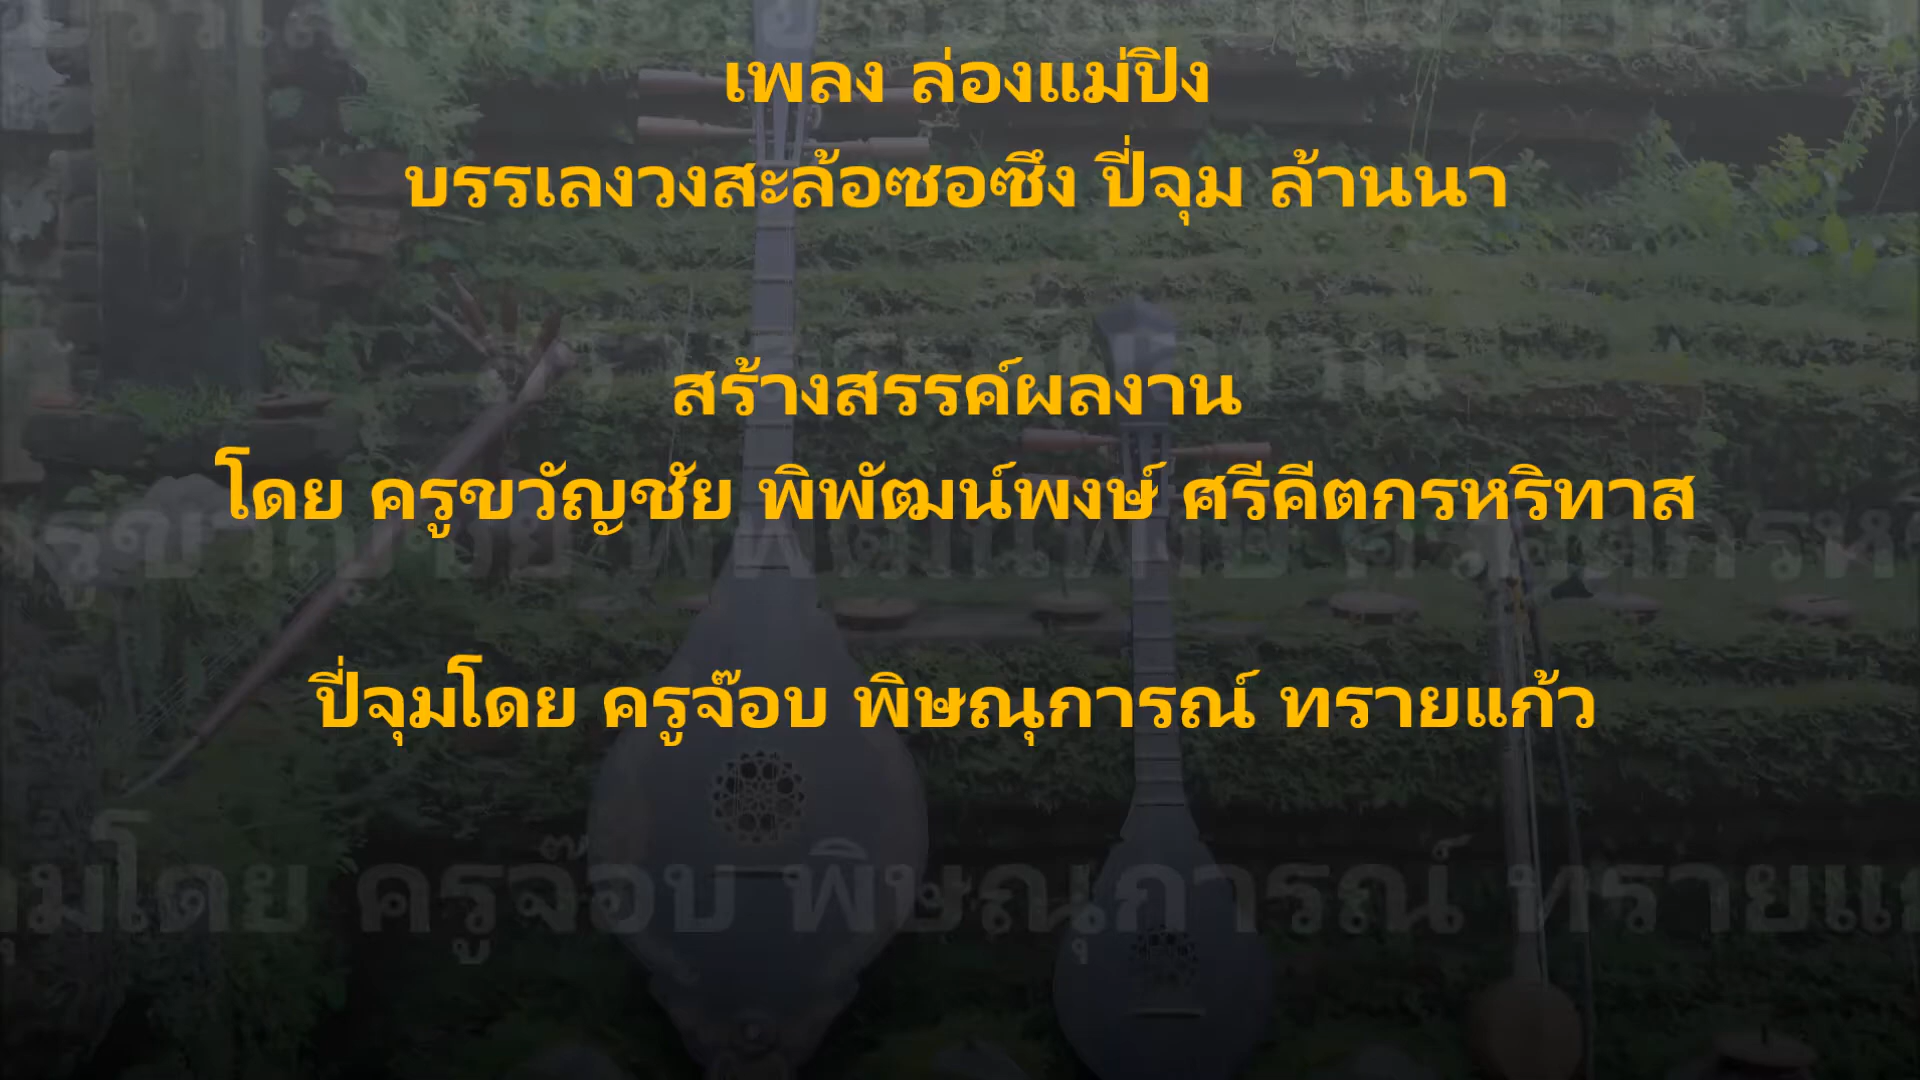 เพลง ล่องแม่ปิง
บรรเลงวงสะล้อซอซึง ปี่จุม ล้านนา
สร้างสรรค์ผลงาน
โดย ครูขวัญชัย พิพัฒน์พงษ์ ศรีคีตกรหริทาส
ปี่จุมโดย ครูจ๊อบ พิษณุการณ์ ทรายแก้ว